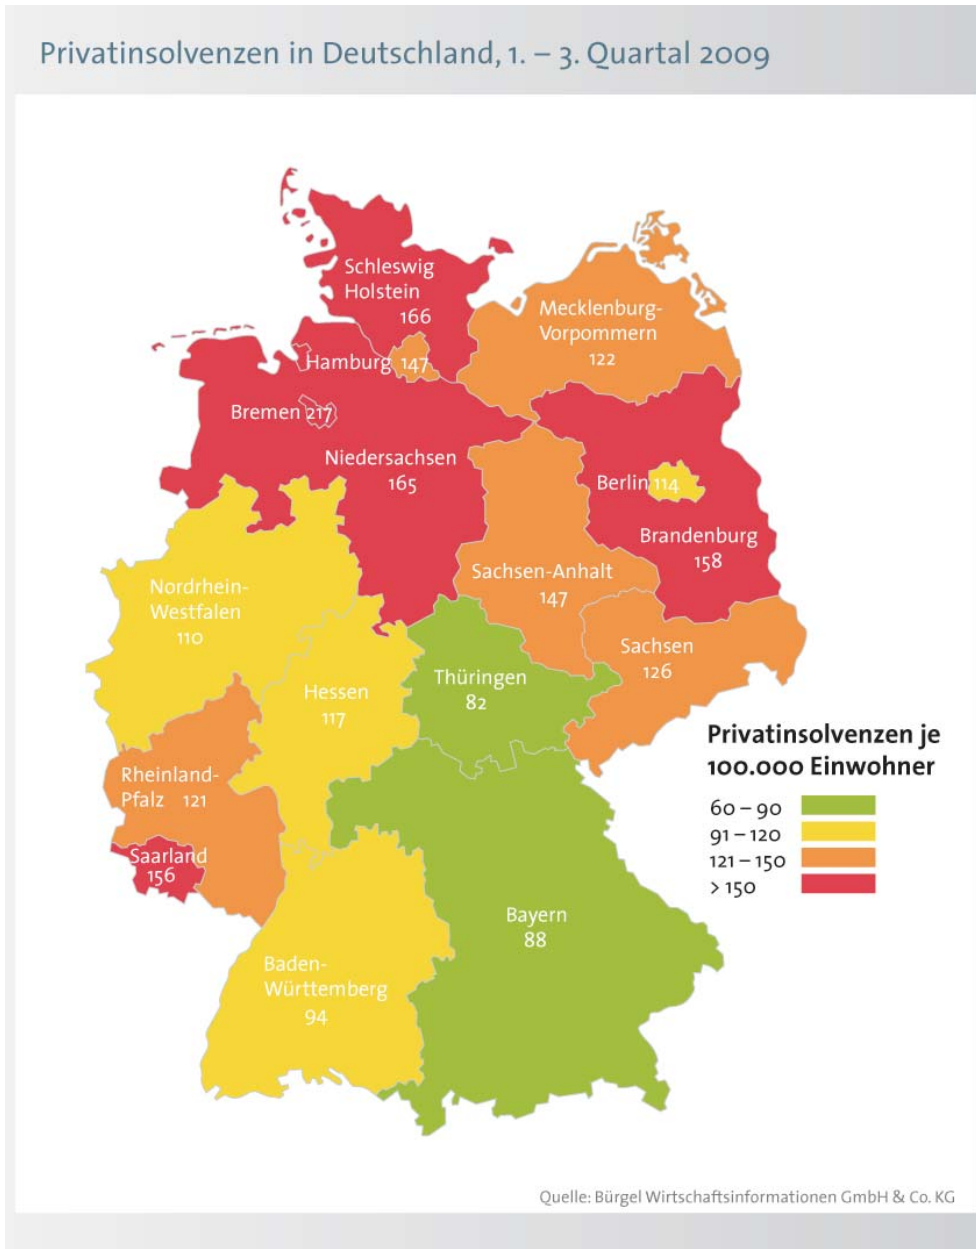 Privatinsolvenzen in Deutschland, 1. – 3. Quartal 2009
Schleswig
Holstein
166
Mecklenburg-
Vorpommern
122
Hamburg 147
Bremen 217
Niedersachsen
165
Berlin 114
Brandenburg
158
Sachsen-Anhalt
147
Nordrhein-
Westfalen
110
Sachsen
126
Thüringen
82
Hessen
117
Rheinland-
Pfalz 121
Saarland
156
Bayern
88
Baden-
Württemberg
94
Privatinsolvenzen je
100.000 Einwohner
60 – 90
91 – 120
121 – 150
> 150
Quelle: Bürgel Wirtschaftsinformationen GmbH & Co. KG